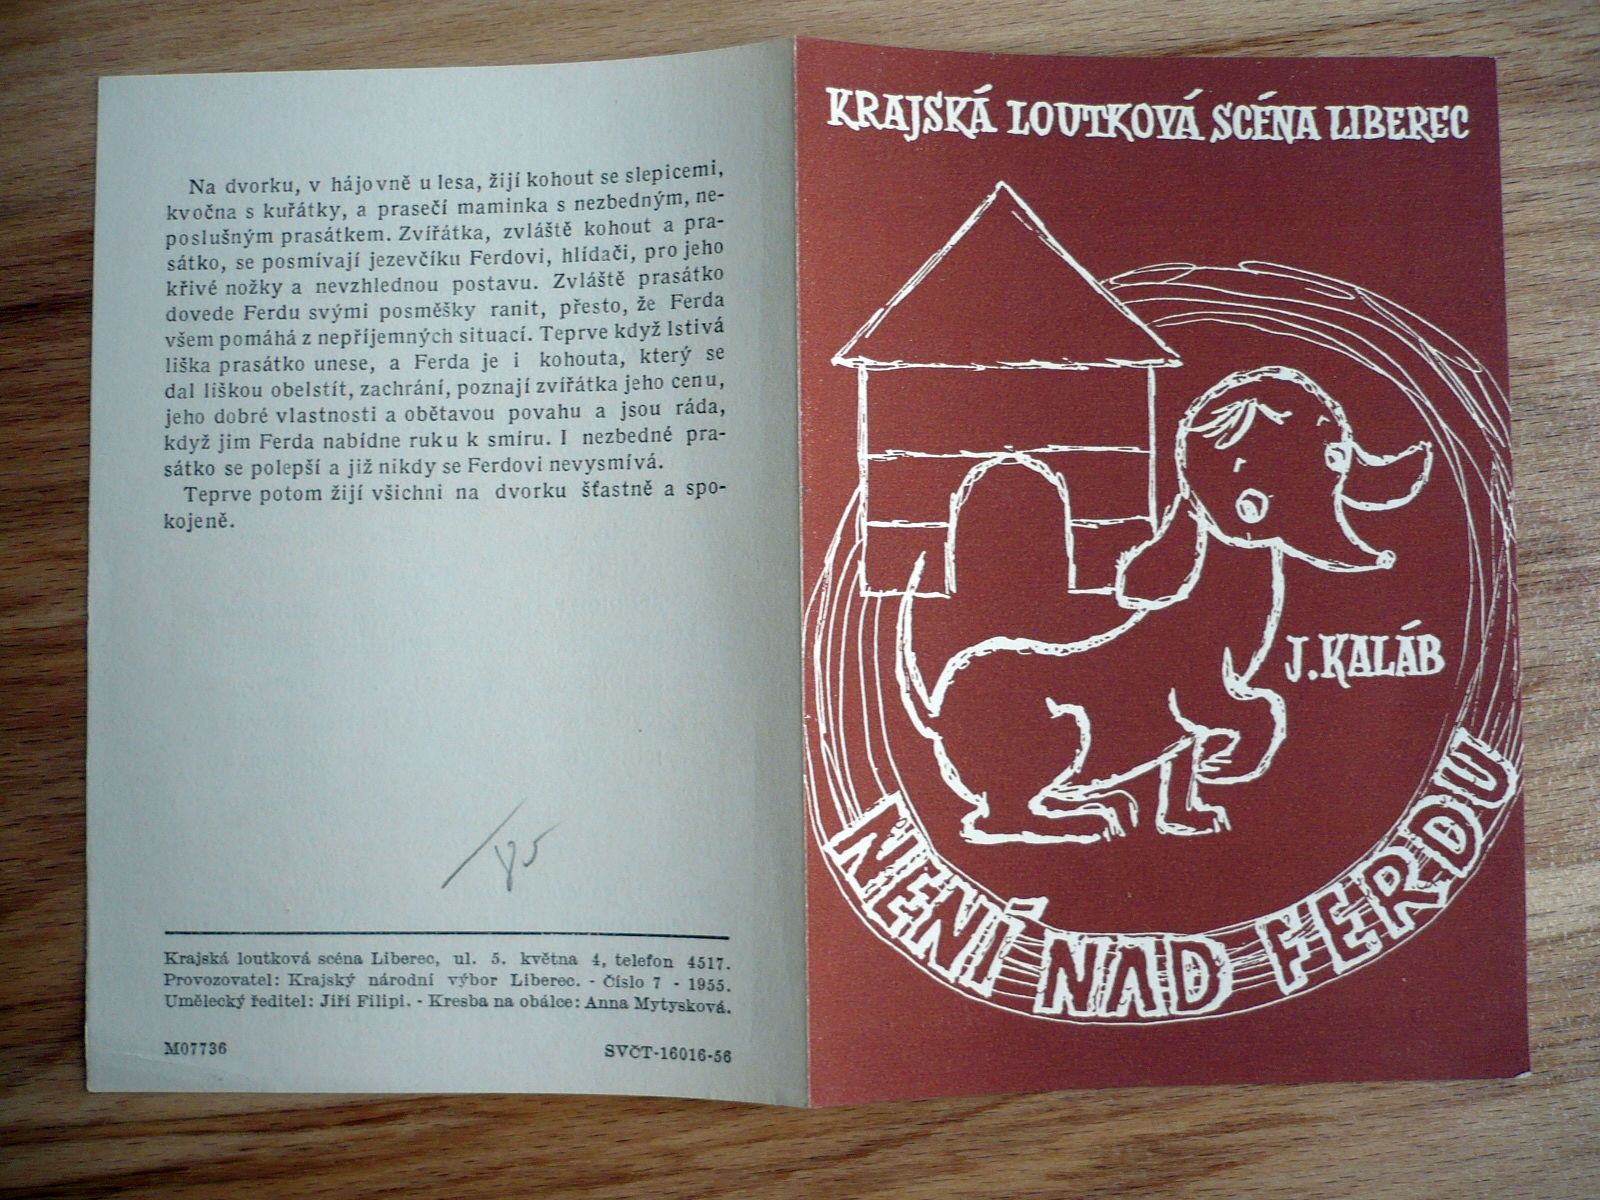 Na dvorku, v hájovně u lesa, žijí kohout se slepicemi,
kvočna s kuřátky, a prasečí maminka s nezbedným, ne-
poslušným prasátkem. Zvířátka, zvláště kohout a pra-
sátko, se posmívají jezevčíku Ferdovi, hlídači, pro jeho
křivé nožky a nevzhlednou postavu. Zvláště prasátko
dovede Ferdu svými posměšky ranit, přesto, že Ferda
všem pomáhá z nepříjemných situací. Teprve když lstivá
liška prasátko unese, a Ferda je i kohouta, který se
dal liškou obelstít, zachrání, poznají zvířátka jeho cenu,
jeho dobré vlastnosti a obětavou povahu a jsou ráda,
když jim Ferda nabídne ruku k smíru. I nezbedné pra-
sátko se polepší a již nikdy se Ferdovi nevysmívá.
Teprve potom žijí všichni na dvorku šťastně a spo-
kojeně.
Krajská loutková scéna Liberec, ul. 5. května 4, telefon 4517.
Provozovatel: Krajský národní výbor Liberec. - Číslo 7 - 1955.
Umělecký ředitel: Jiří Filipi. - Kresba na obálce: Anna Mytysková.
M07736 SVČT-16016-56
KRAJSKÁ LOUTKOVÁ SCÉNA LIBEREC
J. KALÁB
NENÍ NAD FERDU